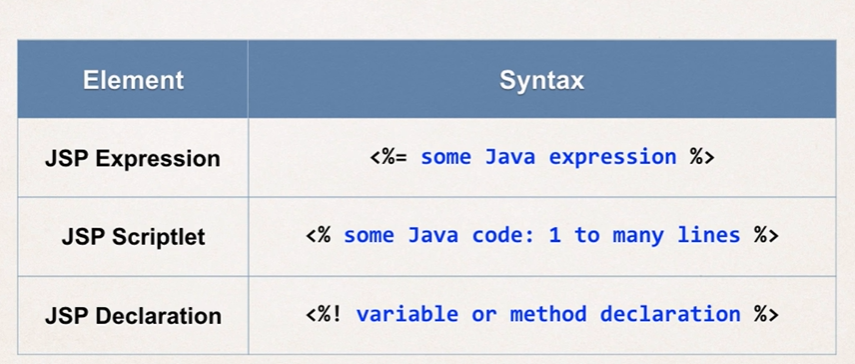 Element Syntax
JSP Expression <%= some Java expression %>
JSP Scriptlet <% some Java code: 1 to many lines %>
JSP Declaration <%! variable or method declaration %>